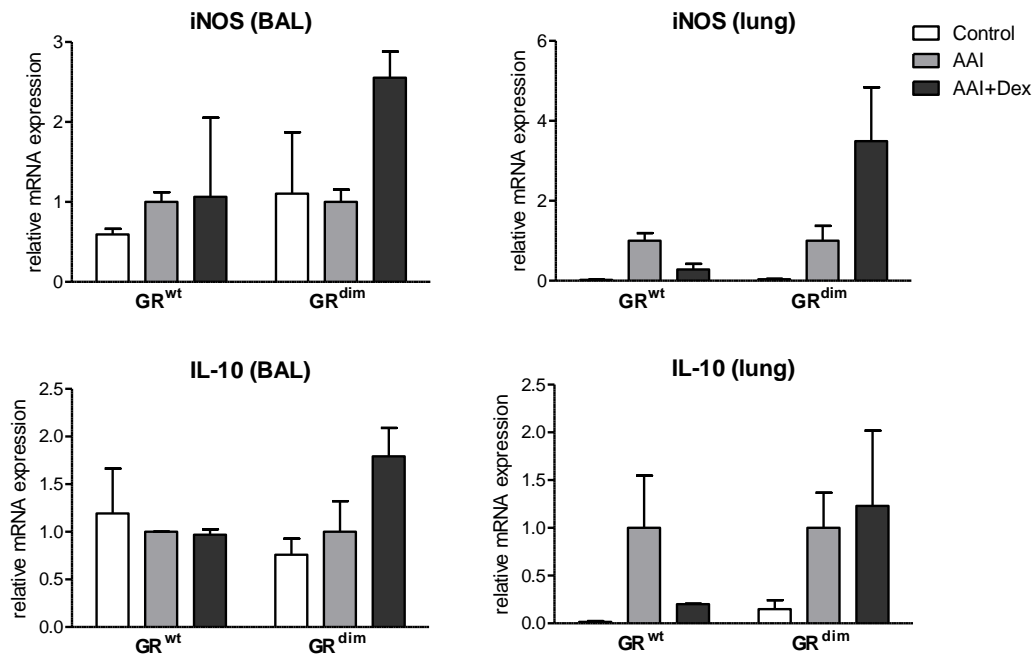 iNOS (BAL)
relative mRNA expression
3
2
1
0
GRwt
GRdim
iNOS (lung)
relative mRNA expression
6
4
2
0
GRwt
GRdim
Control
AAI
AAI+Dex
IL-10 (BAL)
relative mRNA expression
2.5
2.0
1.5
1.0
0.5
0.0
GRwt
GRdim
IL-10 (lung)
relative mRNA expression
2.5
2.0
1.5
1.0
0.5
0.0
GRwt
GRdim